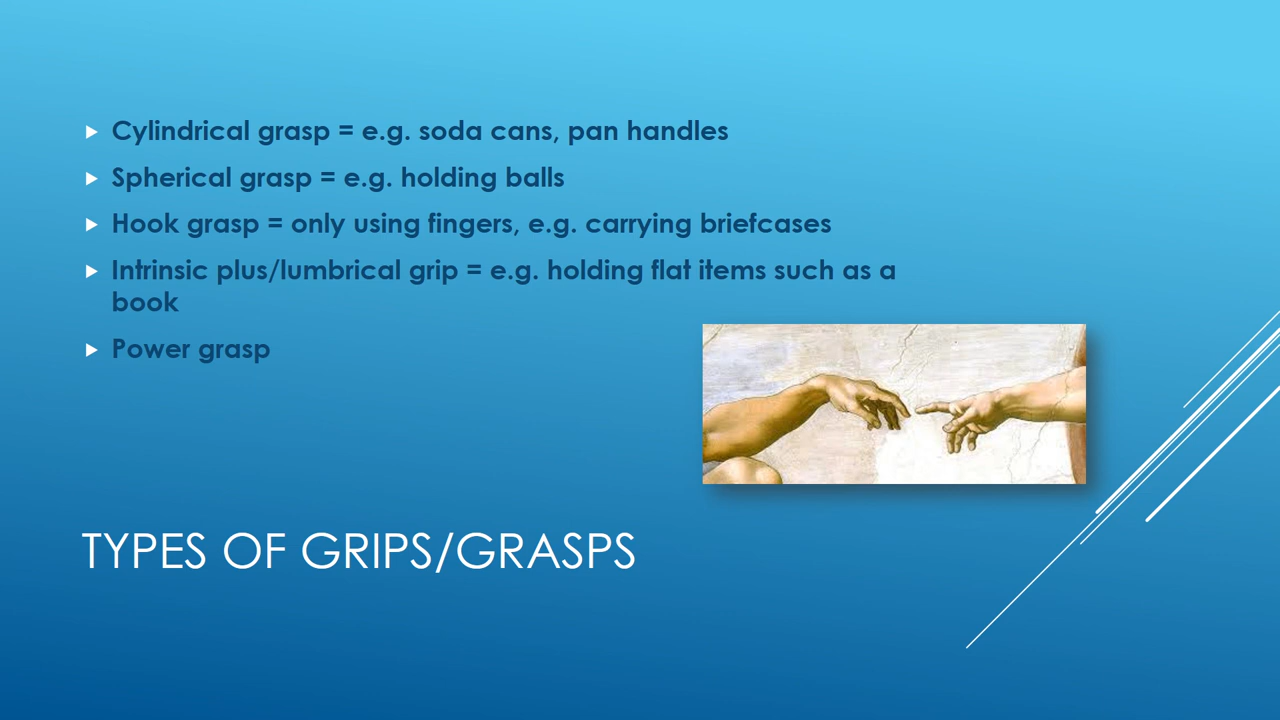 Cylindrical grasp = e.g. soda cans, pan handles
Spherical grasp = e.g. holding balls
Hook grasp = only using fingers, e.g. carrying briefcases
Intrinsic plus/lumbrical grip = e.g. holding flat items such as a
book
Power grasp
TYPES OF GRIPS/GRASPS